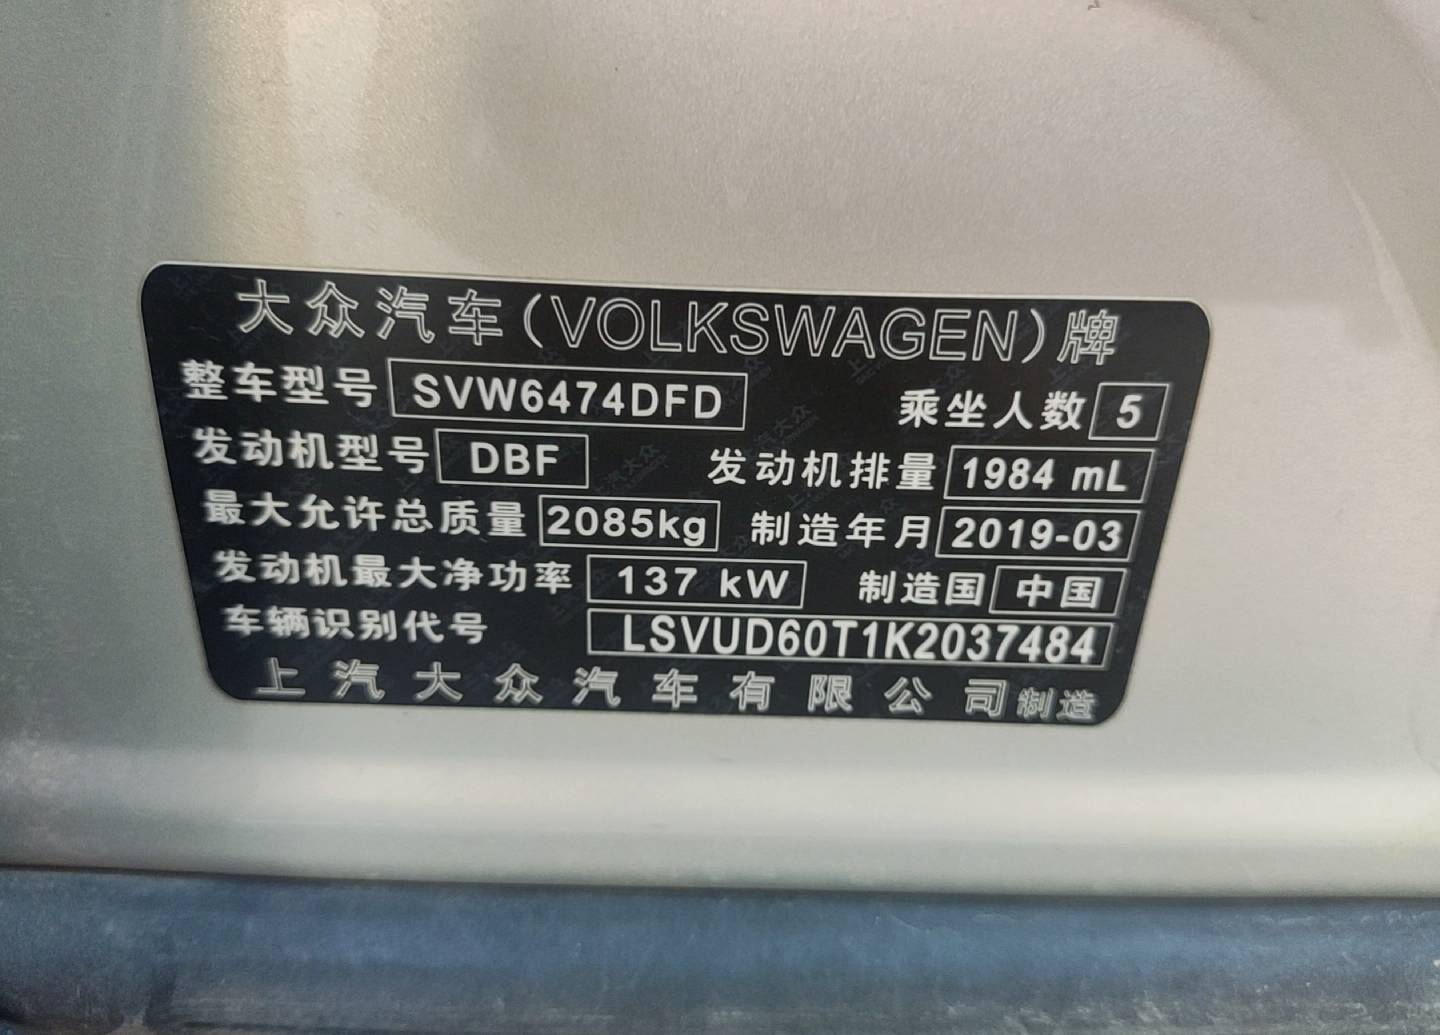 大众汽车(VOLKSWAGEN)牌
整车型号 SVW6474DFD 乘坐人数 5
发动机型号 DBF 发动机排量 1984 mL
最大允许总质量 2085kg 制造年月 2019-03
发动机最大净功率 137 kW 制造国 中国
车辆识别代号 LSVUD60T1K2037484
上汽大众汽车有限公司制造